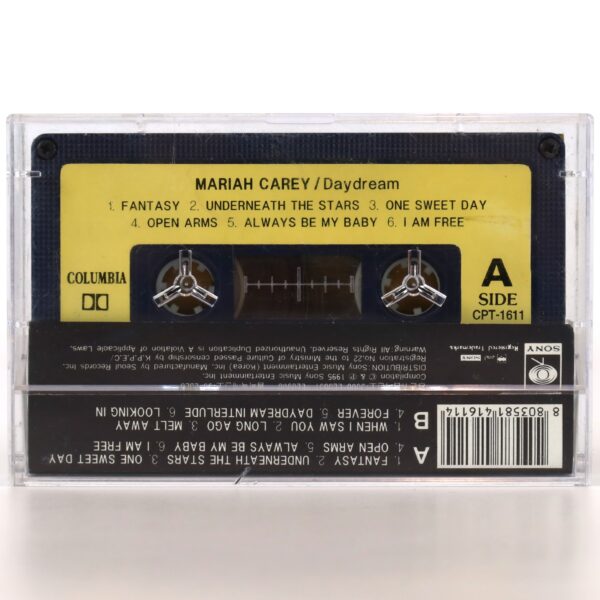 MARIAH CAREY/Daydream
1. FANTASY 2. UNDERNEATH THE STARS 3. ONE SWEET DAY
4. OPEN ARMS 5. ALWAYS BE MY BABY 6. I AM FREE
COLUMBIA
A
SIDE
CPT-1611
A
1. FANTASY 2. UNDERNEATH THE STARS 3. ONE SWEET DAY
4. OPEN ARMS 5. ALWAYS BE MY BABY 6. I AM FREE
B
1. WHEN I SAW YOU 2. LONG AGO 3. MELT AWAY
4. FOREVER 5. DAYDREAM INTERLUDE 6. LOOKING IN
Compilation ℗ & © 1995 Sony Music Entertainment Inc.
DISTRIBUTION: Sony Music Entertainment (Korea) Inc. Manufactured by Seoul Records Inc.
Registration No.22 to the Ministry of Culture Passed censorship by K.P.P.E.C.
Warning All Rights Reserved. Unauthorized Duplication is A Violation of Applicable Laws.
8 803581 416114
SONY
Registered Trademarks